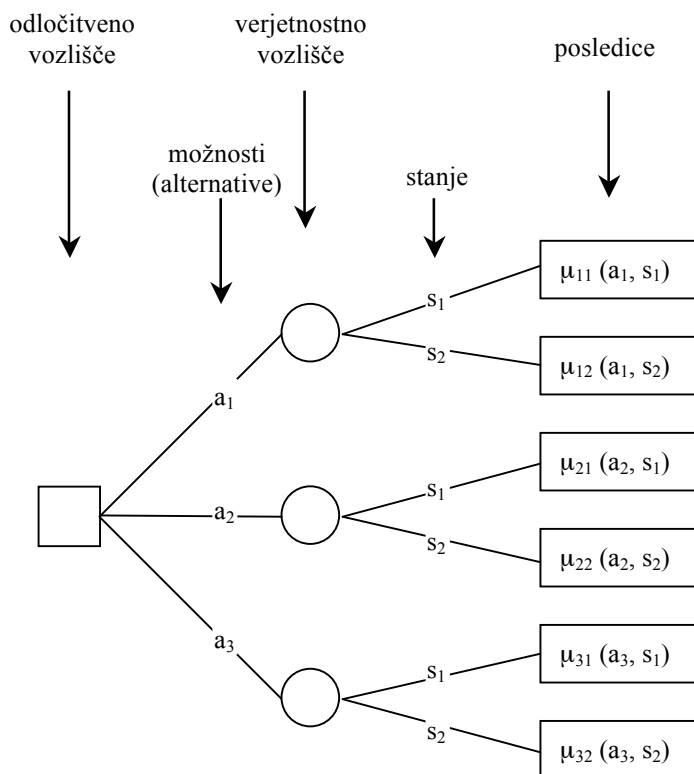 odločitveno
vozlišče
verjetnostno
vozlišče
posledice
možnosti
(alternative)
stanje
s₁
μ₁₁ (a₁, s₁)
s₂
μ₁₂ (a₁, s₂)
a₁
s₁
μ₂₁ (a₂, s₁)
a₂
s₂
μ₂₂ (a₂, s₂)
a₃
s₁
μ₃₁ (a₃, s₁)
s₂
μ₃₂ (a₃, s₂)